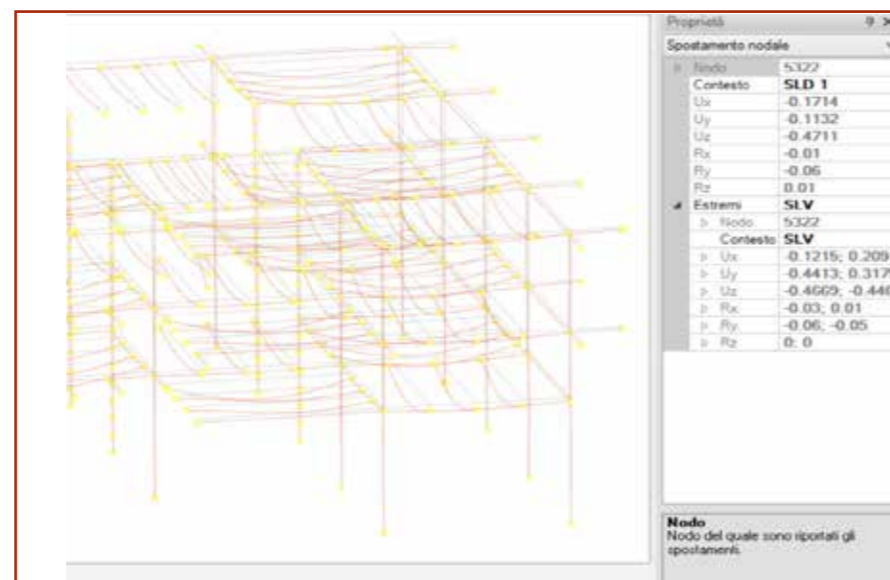 Proprietà
Spostamento nodale
Nodo 5322
Contesto SLD 1
Ux -0.1714
Uy -0.1132
Uz -0.4711
Rx -0.01
Ry -0.06
Rz 0.01
Estremi SLV
Nodo 5322
Contesto SLV
Ux -0.1215; 0.209
Uy -0.4413; 0.3175
Uz -0.4669; -0.446
Rx -0.03; 0.01
Ry -0.06; -0.05
Rz 0; 0
Nodo
Nodo del quale sono riportati gli
spostamenti.